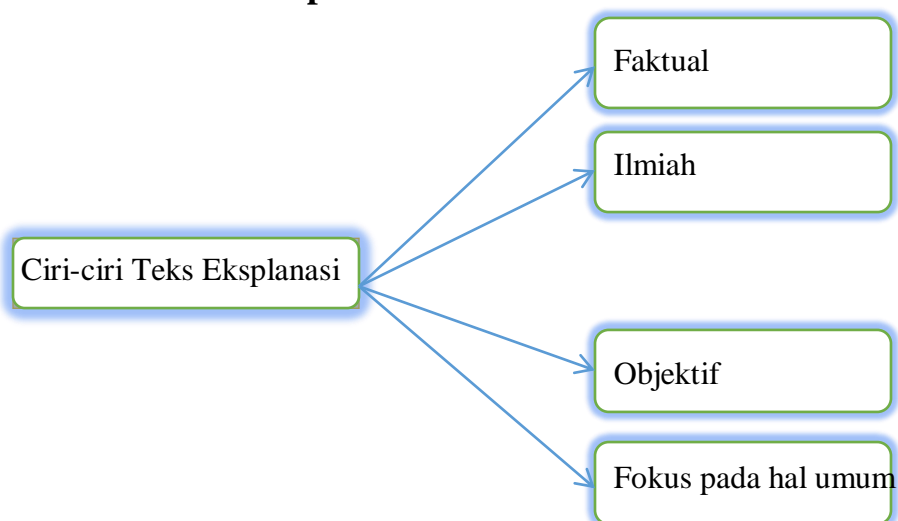 Faktual
Ilmiah
Ciri-ciri Teks Eksplanasi
Objektif
Fokus pada hal umum